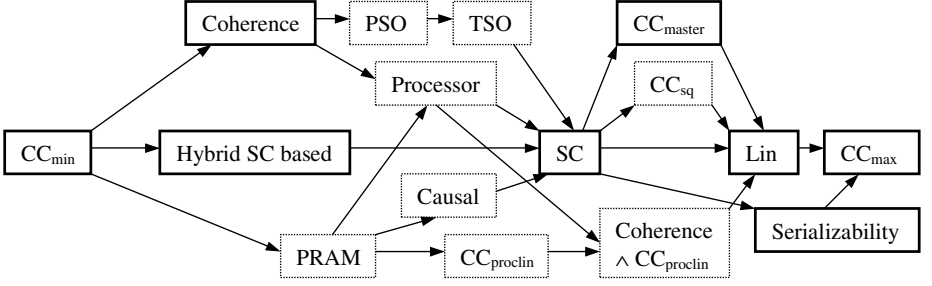 Coherence
PSO
TSO
CCmaster
Processor
CCsq
CCmin
Hybrid SC based
SC
Lin
CCmax
Causal
PRAM
CCproclin
Coherence
∧ CCproclin
Serializability